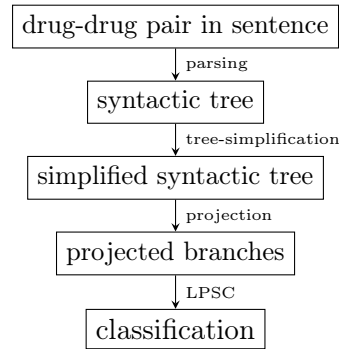 drug-drug pair in sentence
parsing
syntactic tree
tree-simplification
simplified syntactic tree
projection
projected branches
LPSC
classification